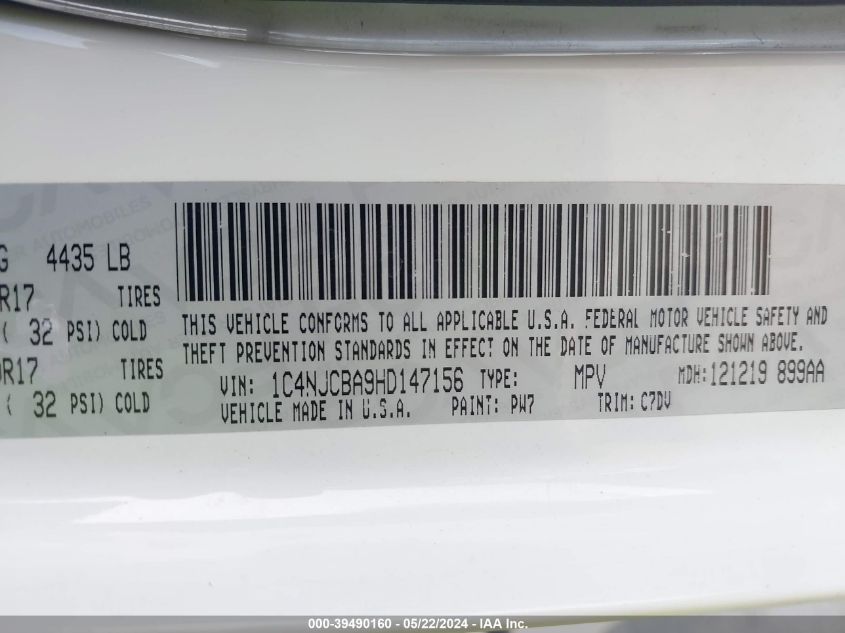 G 4435 LB
R17 TIRES
( 32 PSI) COLD
0R17 TIRES
( 32 PSI) COLD
THIS VEHICLE CONFORMS TO ALL APPLICABLE U.S.A. FEDERAL MOTOR VEHICLE SAFETY AND
THEFT PREVENTION STANDARDS IN EFFECT ON THE DATE OF MANUFACTURE SHOWN ABOVE.
VIN: 1C4NJCBA9HD147156 TYPE: MPV MDH:121219 899AA
VEHICLE MADE IN U.S.A. PAINT: PW7 TRIM: C7DV
000-39490160 - 05/22/2024 - IAA Inc.